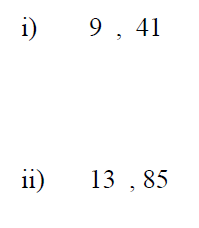 i) 9 , 41
ii) 13 , 85